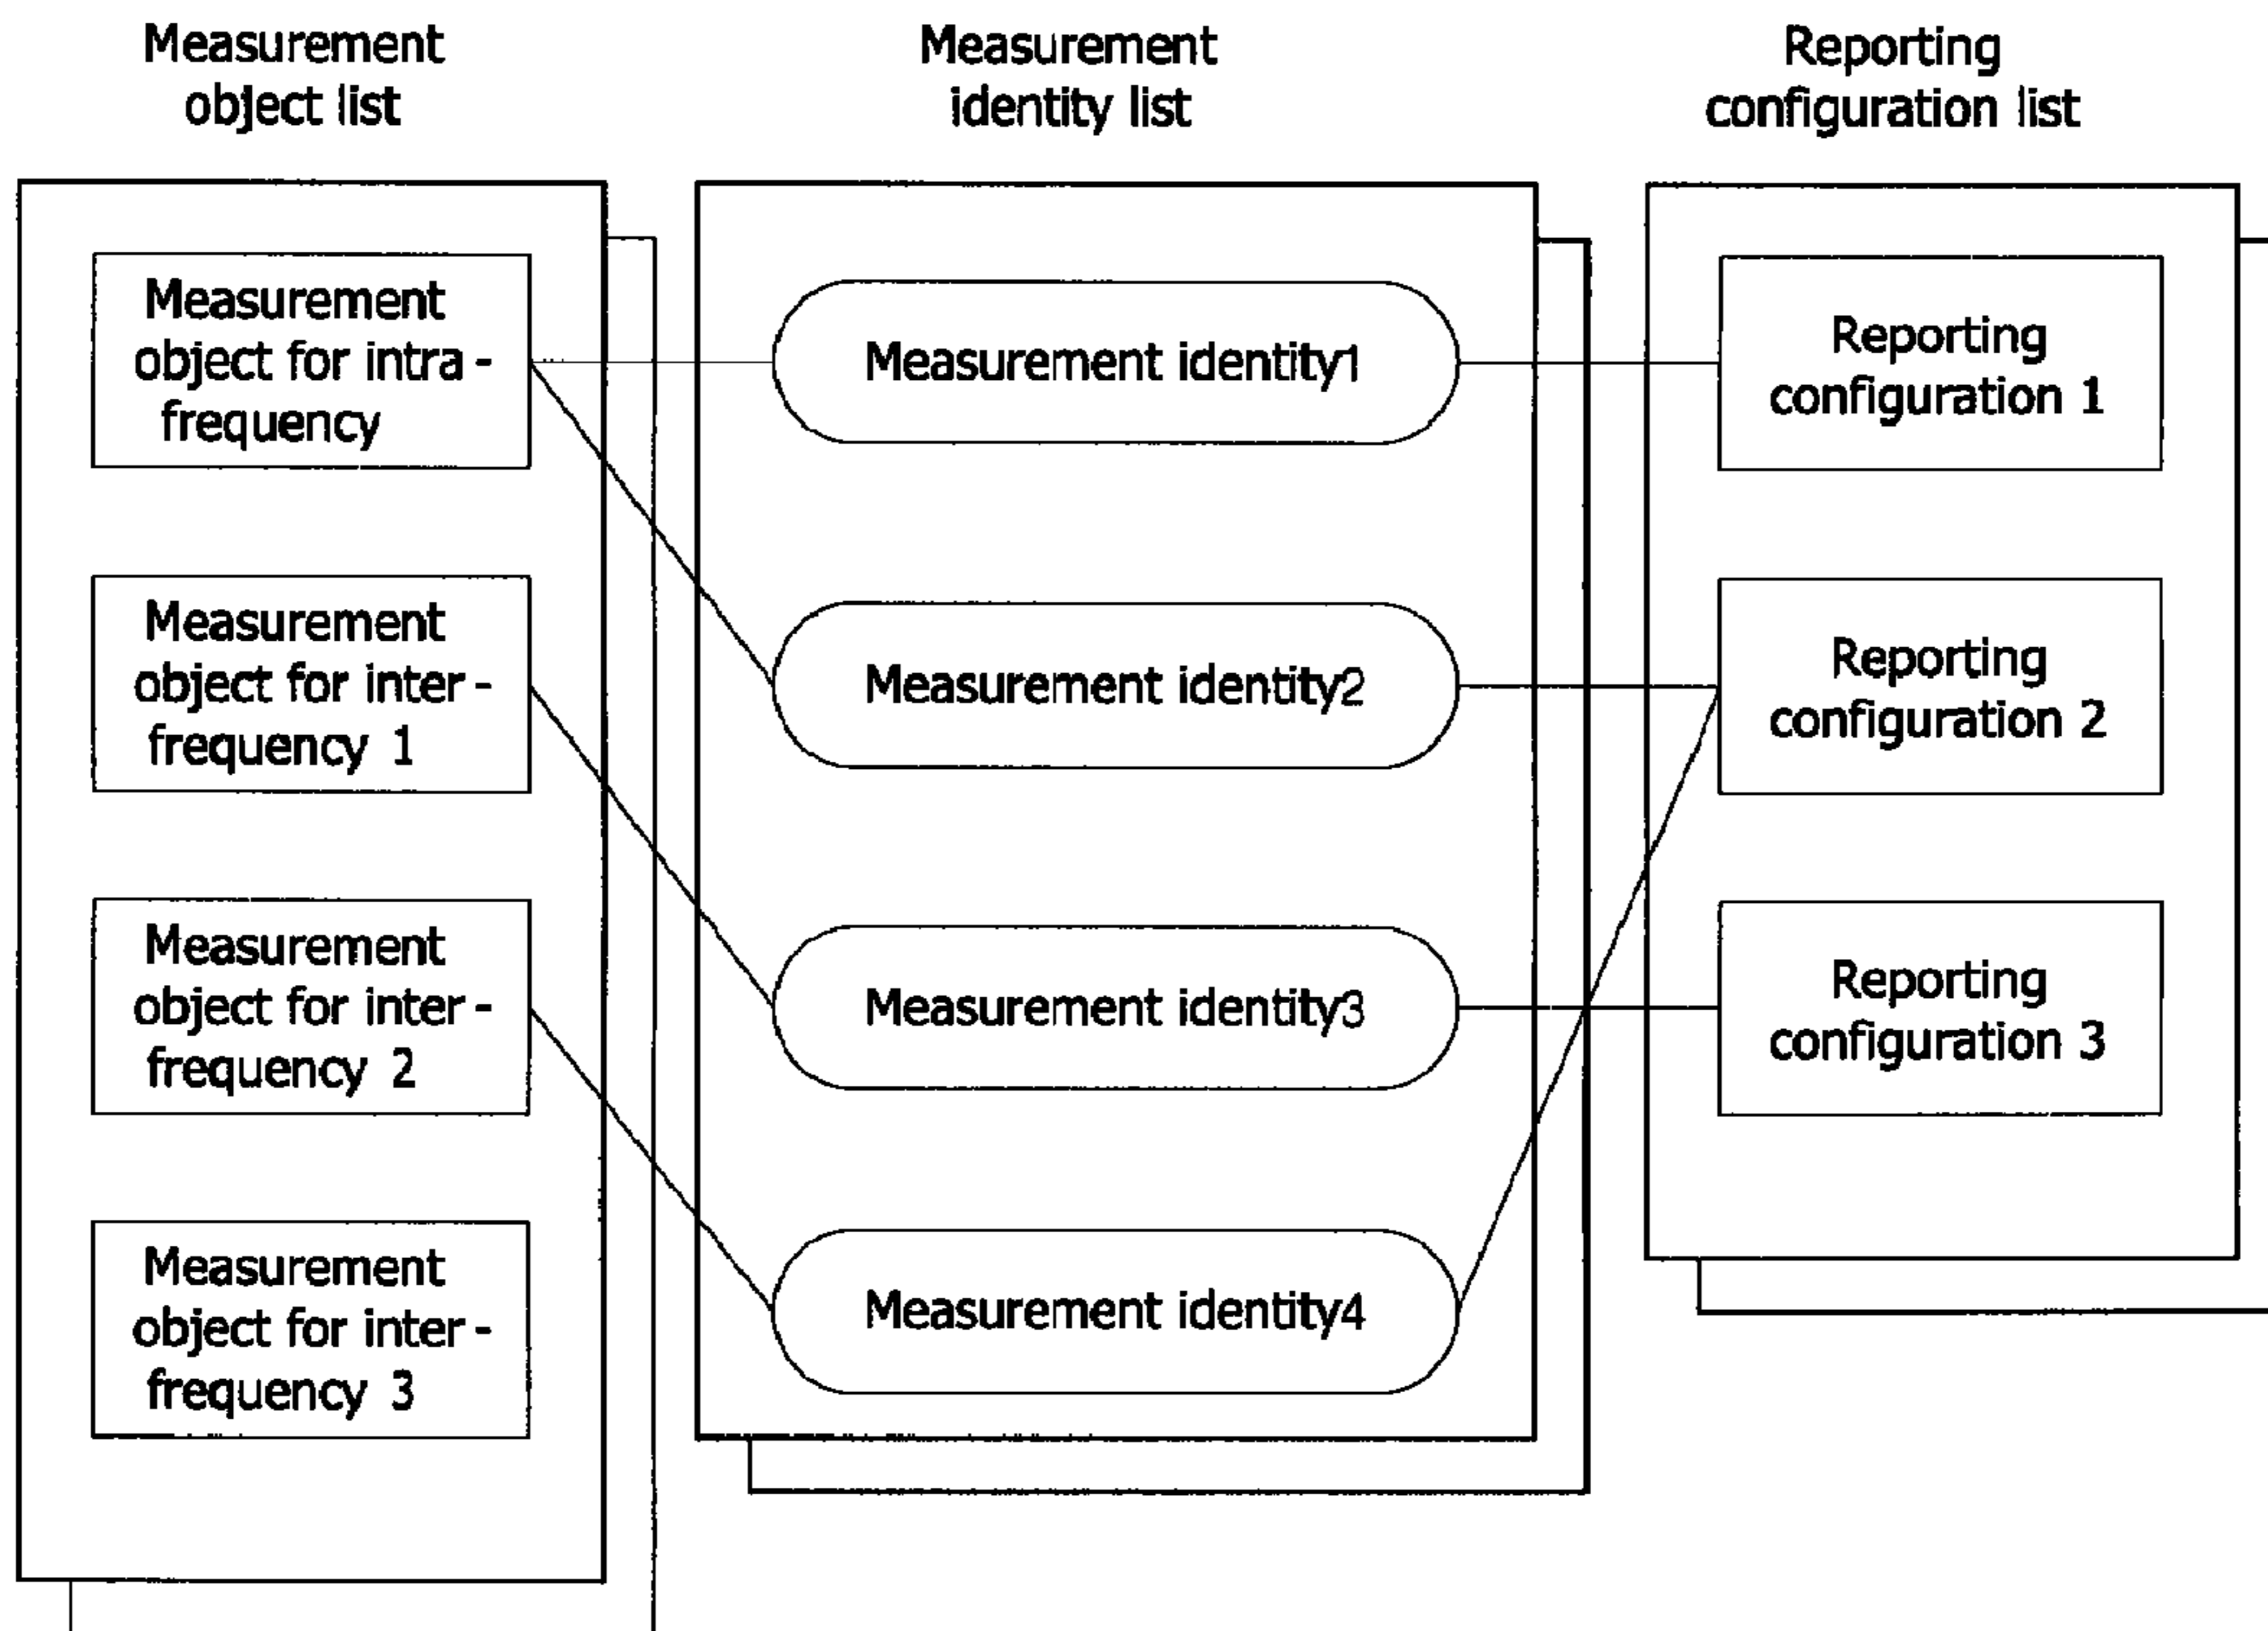 Measurement
object list
Measurement
identity list
Reporting
configuration list
Measurement
object for intra -
frequency
Measurement
object for inter -
frequency 1
Measurement
object for inter -
frequency 2
Measurement
object for inter -
frequency 3
Measurement identity1
Measurement identity2
Measurement identity3
Measurement identity4
Reporting
configuration 1
Reporting
configuration 2
Reporting
configuration 3